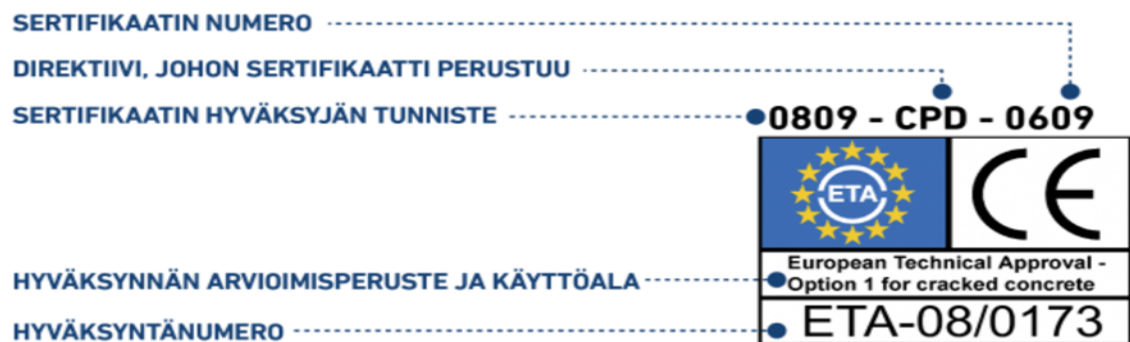 SERTIFIKAATIN NUMERO
DIREKTIIVI, JOHON SERTIFIKAATTI PERUSTUU
SERTIFIKAATIN HYVÄKSYJÄN TUNNISTE
0809 - CPD - 0609
ETA
CE
European Technical Approval -
Option 1 for cracked concrete
HYVÄKSYNNÄN ARVIOIMISPERUSTE JA KÄYTTÖALA
HYVÄKSYNTÄNUMERO
ETA-08/0173